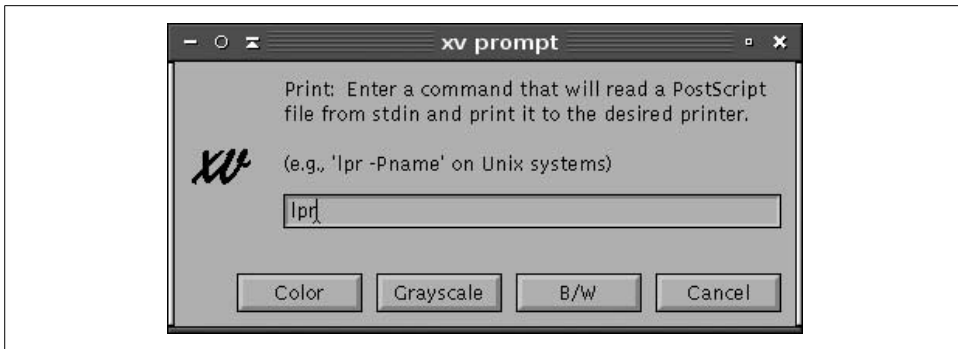 xv prompt
Print: Enter a command that will read a PostScript
file from stdin and print it to the desired printer.
xv
(e.g., 'lpr -Pname' on Unix systems)
lpr
Color Grayscale B/W Cancel